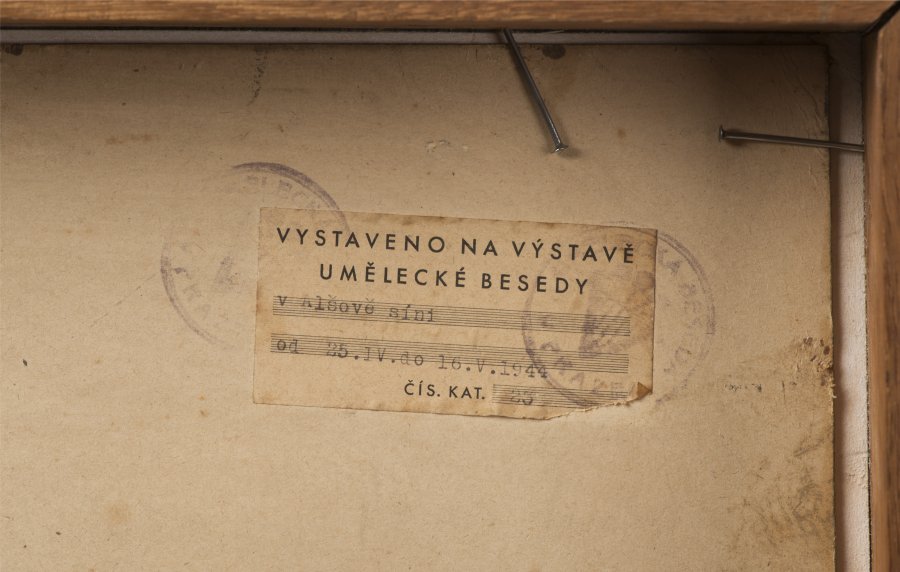 VYSTAVENO NA VÝSTAVĚ
UMĚLECKÉ BESEDY
v Alšově síni
od 25.IV.do 16.V.1944
ČÍS. KAT.